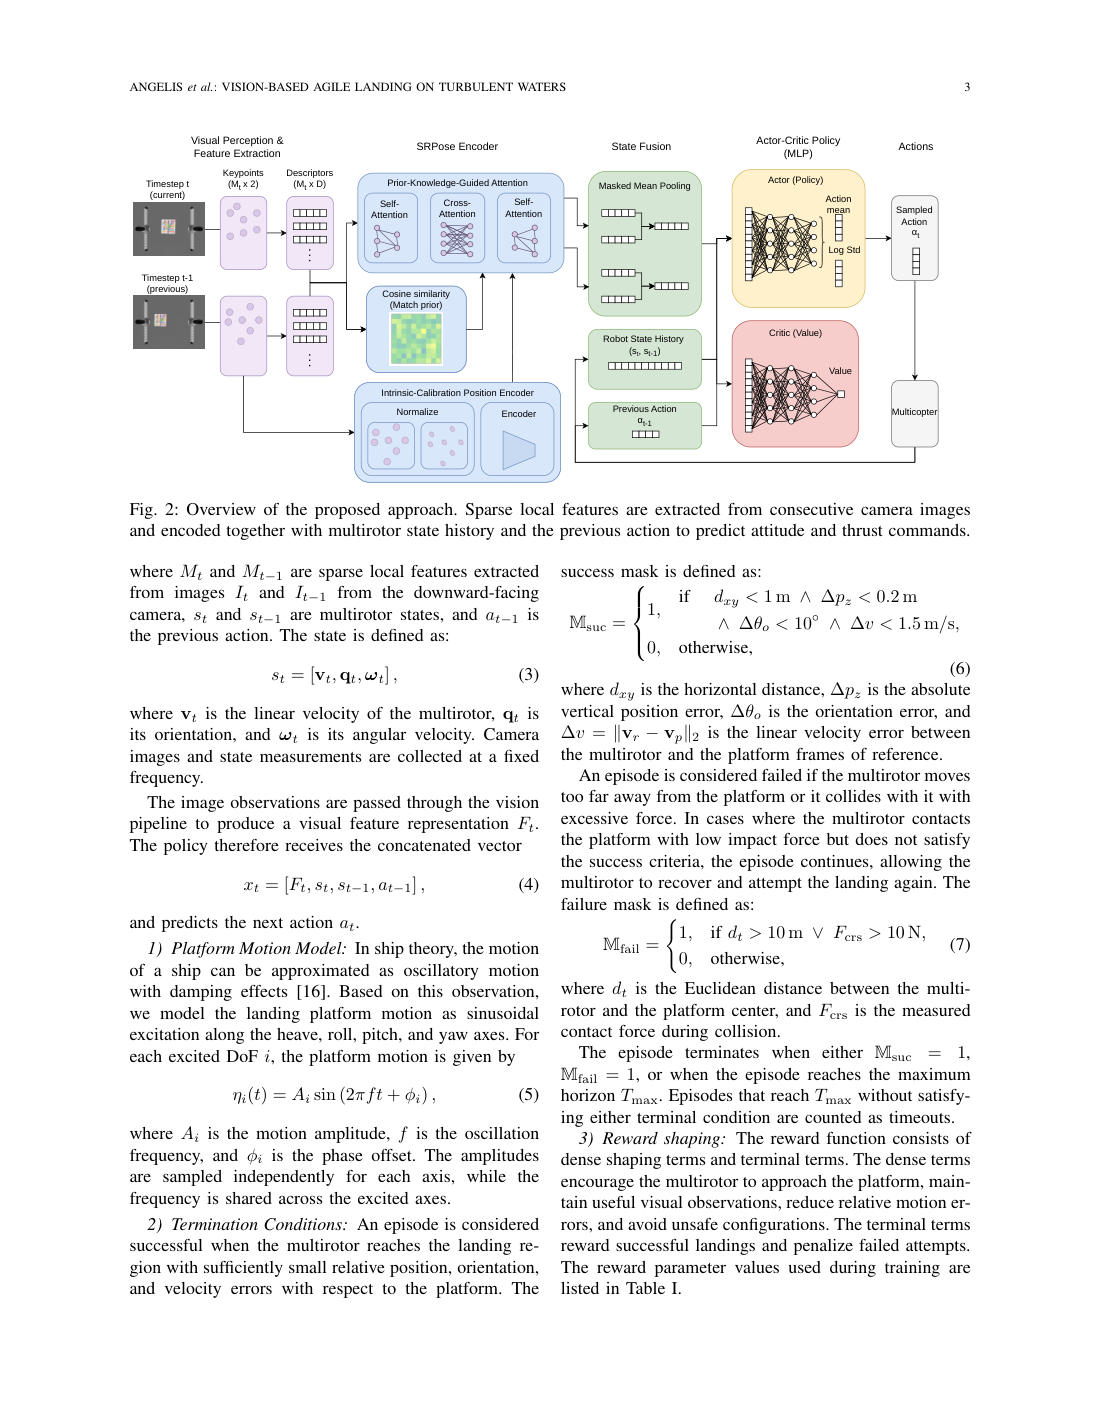 ANGELIS et al.: VISION-BASED AGILE LANDING ON TURBULENT WATERS 3
Visual Perception &
Feature Extraction
SRPose Encoder
State Fusion
Actor-Critic Policy
(MLP)
Actions
Timestep t
(current)
Timestep t-1
(previous)
Keypoints
(Mt x 2)
Descriptors
(Mt x D)
Prior-Knowledge-Guided Attention
Self-
Attention
Cross-
Attention
Self-
Attention
Cosine similarity
(Match prior)
Intrinsic-Calibration Position Encoder
Normalize
Encoder
Masked Mean Pooling
Robot State History
(st, st-1)
Previous Action
αt-1
Actor (Policy)
Action
mean
Log Std
Critic (Value)
Value
Sampled
Action
αt
Multicopter
Fig. 2: Overview of the proposed approach. Sparse local features are extracted from consecutive camera images
and encoded together with multirotor state history and the previous action to predict attitude and thrust commands.
where Mt and Mt−1 are sparse local features extracted
from images It and It−1 from the downward-facing
camera, st and st−1 are multirotor states, and at−1 is
the previous action. The state is defined as:
st = [vt, qt, ωt] , (3)
where vt is the linear velocity of the multirotor, qt is
its orientation, and ωt is its angular velocity. Camera
images and state measurements are collected at a fixed
frequency.
The image observations are passed through the vision
pipeline to produce a visual feature representation Ft.
The policy therefore receives the concatenated vector
xt = [Ft, st, st−1, at−1] , (4)
and predicts the next action at.
1) Platform Motion Model: In ship theory, the motion
of a ship can be approximated as oscillatory motion
with damping effects [16]. Based on this observation,
we model the landing platform motion as sinusoidal
excitation along the heave, roll, pitch, and yaw axes. For
each excited DoF i, the platform motion is given by
ηi(t) = Ai sin (2πft + ϕi) , (5)
where Ai is the motion amplitude, f is the oscillation
frequency, and ϕi is the phase offset. The amplitudes
are sampled independently for each axis, while the
frequency is shared across the excited axes.
2) Termination Conditions: An episode is considered
successful when the multirotor reaches the landing re-
gion with sufficiently small relative position, orientation,
and velocity errors with respect to the platform. The
success mask is defined as:
𝕄suc = { 1, if dxy < 1 m ∧ Δpz < 0.2 m
∧ Δθo < 10° ∧ Δv < 1.5 m/s,
0, otherwise,
(6)
where dxy is the horizontal distance, Δpz is the absolute
vertical position error, Δθo is the orientation error, and
Δv = ∥vr − vp∥2 is the linear velocity error between
the multirotor and the platform frames of reference.
An episode is considered failed if the multirotor moves
too far away from the platform or it collides with it with
excessive force. In cases where the multirotor contacts
the platform with low impact force but does not satisfy
the success criteria, the episode continues, allowing the
multirotor to recover and attempt the landing again. The
failure mask is defined as:
𝕄fail = { 1, if dt > 10 m ∨ Fcrs > 10 N,
0, otherwise, (7)
where dt is the Euclidean distance between the multi-
rotor and the platform center, and Fcrs is the measured
contact force during collision.
The episode terminates when either 𝕄suc = 1,
𝕄fail = 1, or when the episode reaches the maximum
horizon Tmax. Episodes that reach Tmax without satisfy-
ing either terminal condition are counted as timeouts.
3) Reward shaping: The reward function consists of
dense shaping terms and terminal terms. The dense terms
encourage the multirotor to approach the platform, main-
tain useful visual observations, reduce relative motion er-
rors, and avoid unsafe configurations. The terminal terms
reward successful landings and penalize failed attempts.
The reward parameter values used during training are
listed in Table I.